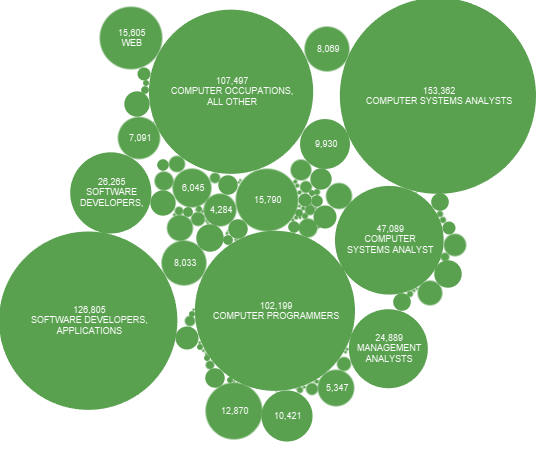 15,605
WEB
8,069
107,497
COMPUTER OCCUPATIONS,
ALL OTHER
153,362
COMPUTER SYSTEMS ANALYSTS
7,091
9,930
26,265
SOFTWARE
DEVELOPERS,
6,045
4,284
15,790
47,089
COMPUTER
SYSTEMS ANALYST
8,033
126,805
SOFTWARE DEVELOPERS,
APPLICATIONS
102,199
COMPUTER PROGRAMMERS
24,889
MANAGEMENT
ANALYSTS
5,347
12,870
10,421